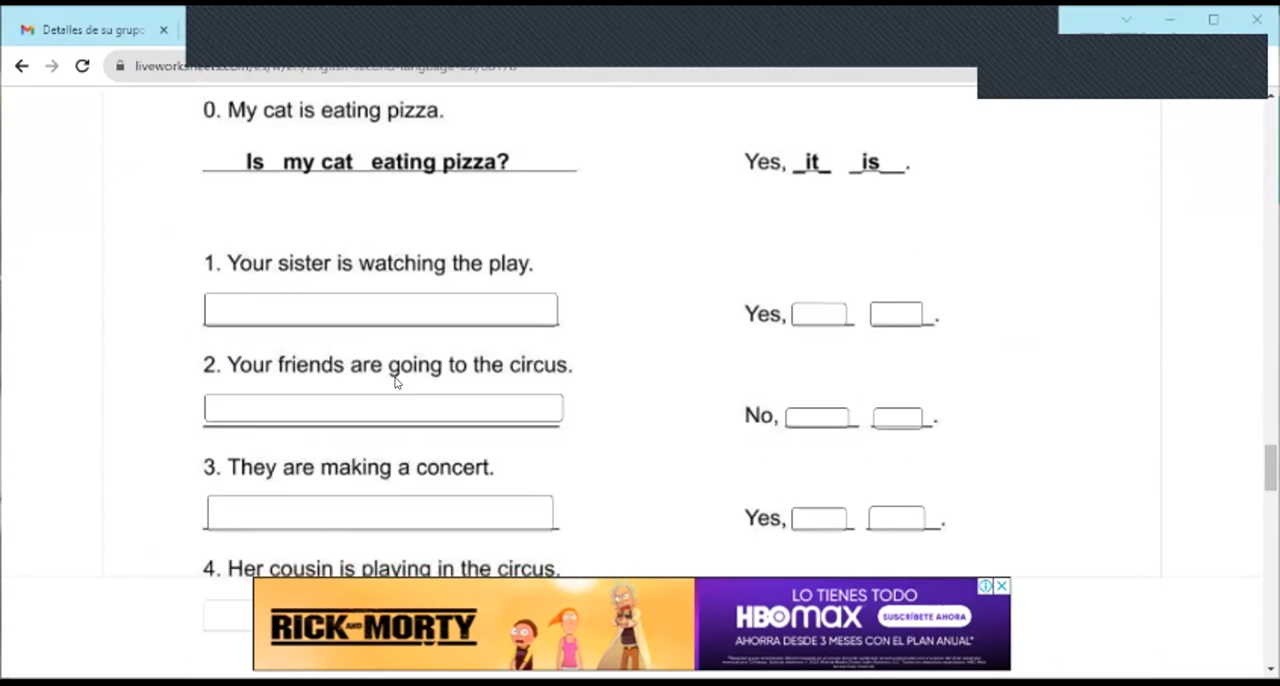 Detalles de su grupo
0. My cat is eating pizza.
Is my cat eating pizza? Yes, _it_ _is__.
1. Your sister is watching the play.
Yes, .
2. Your friends are going to the circus.
No, .
3. They are making a concert.
Yes, .
4. Her cousin is playing in the circus.
RICK AND MORTY
LO TIENES TODO
HBOmax SUSCRÍBETE AHORA
AHORRA DESDE 3 MESES CON EL PLAN ANUAL*